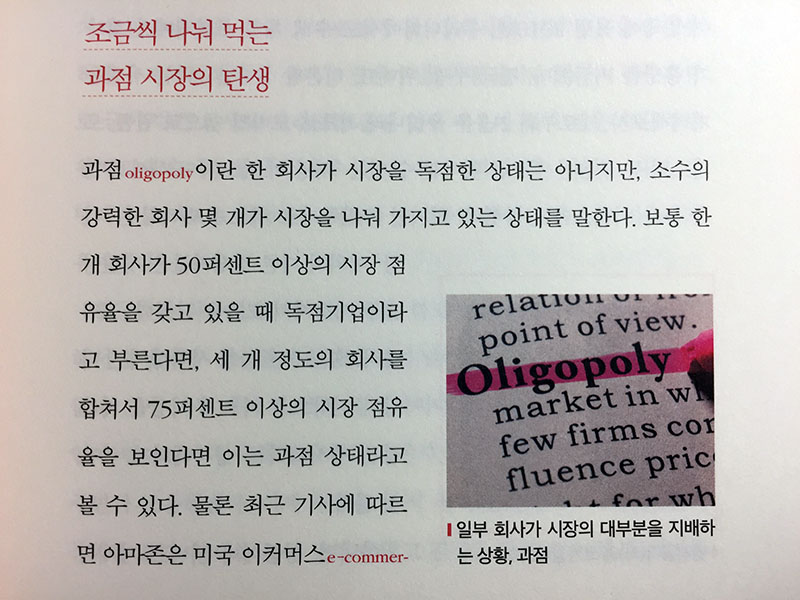 조금씩 나눠 먹는
과점 시장의 탄생
과점oligopoly이란 한 회사가 시장을 독점한 상태는 아니지만, 소수의
강력한 회사 몇 개가 시장을 나눠 가지고 있는 상태를 말한다. 보통 한
개 회사가 50퍼센트 이상의 시장 점
유율을 갖고 있을 때 독점기업이라
고 부른다면, 세 개 정도의 회사를
합쳐서 75퍼센트 이상의 시장 점유
율을 보인다면 이는 과점 상태라고
볼 수 있다. 물론 최근 기사에 따르
면 아마존은 미국 이커머스e-commer-
relation of
point of view.
Oligopoly
market in
few firms
fluence
for
일부 회사가 시장의 대부분을 지배하
는 상황, 과점